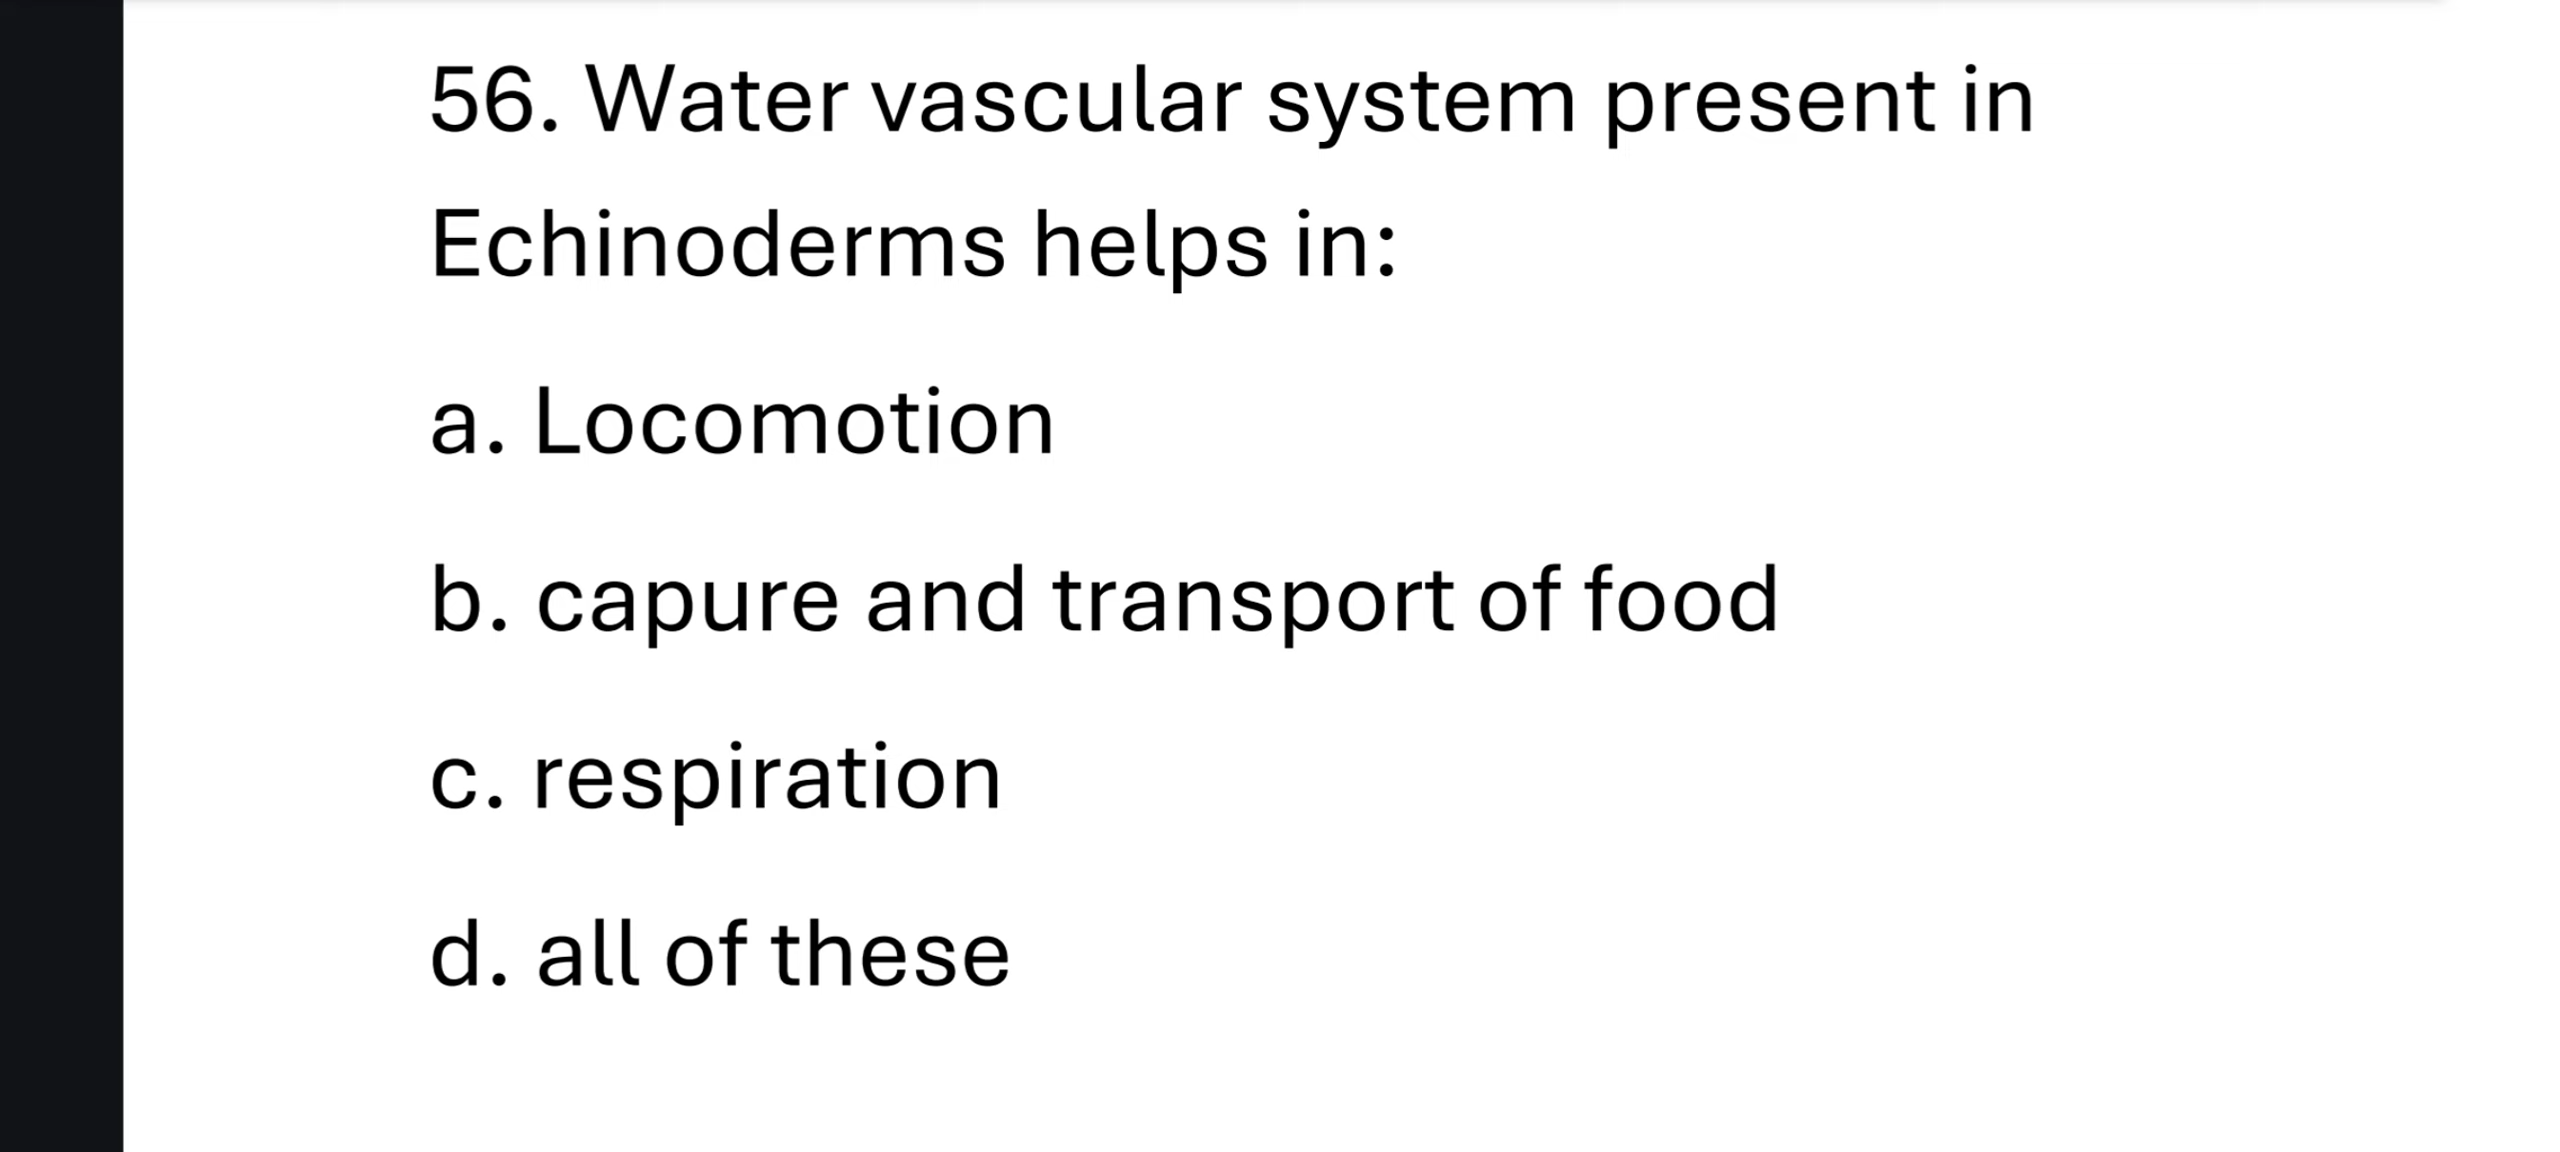 56. Water vascular system present in
Echinoderms helps in:
a. Locomotion
b. capure and transport of food
c. respiration
d. all of these